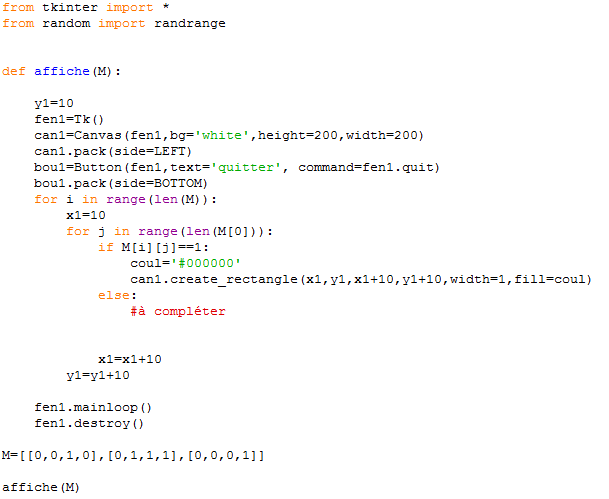 from tkinter import *
from random import randrange
def affiche(M):
    y1=10
    fen1=Tk()
    can1=Canvas(fen1,bg='white',height=200,width=200)
    can1.pack(side=LEFT)
    bou1=Button(fen1,text='quitter', command=fen1.quit)
    bou1.pack(side=BOTTOM)
    for i in range(len(M)):
        x1=10
        for j in range(len(M[0])):
            if M[i][j]==1:
                coul='#000000'
                can1.create_rectangle(x1,y1,x1+10,y1+10,width=1,fill=coul)
            else:
                #à compléter
            x1=x1+10
        y1=y1+10
    fen1.mainloop()
    fen1.destroy()
M=[[0,0,1,0],[0,1,1,1],[0,0,0,1]]
affiche(M)